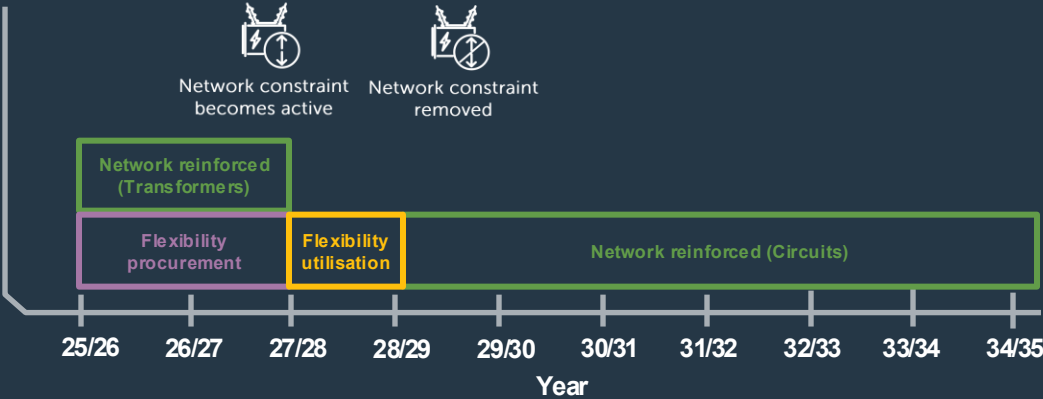 Network constraint
becomes active
Network constraint
removed
Network reinforced
(Transformers)
Flexibility
procurement
Flexibility
utilisation
Network reinforced (Circuits)
25/26 26/27 27/28 28/29 29/30 30/31 31/32 32/33 33/34 34/35
Year